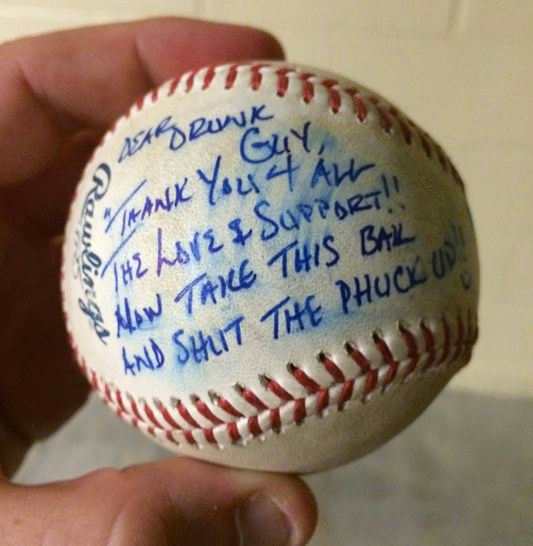 DEAR DRUNK
GUY,
"THANK YOU 4 ALL
THE LOVE & SUPPORT!!
NOW TAKE THIS BALL
AND SHUT THE PHUCK UP!!
Rawlings